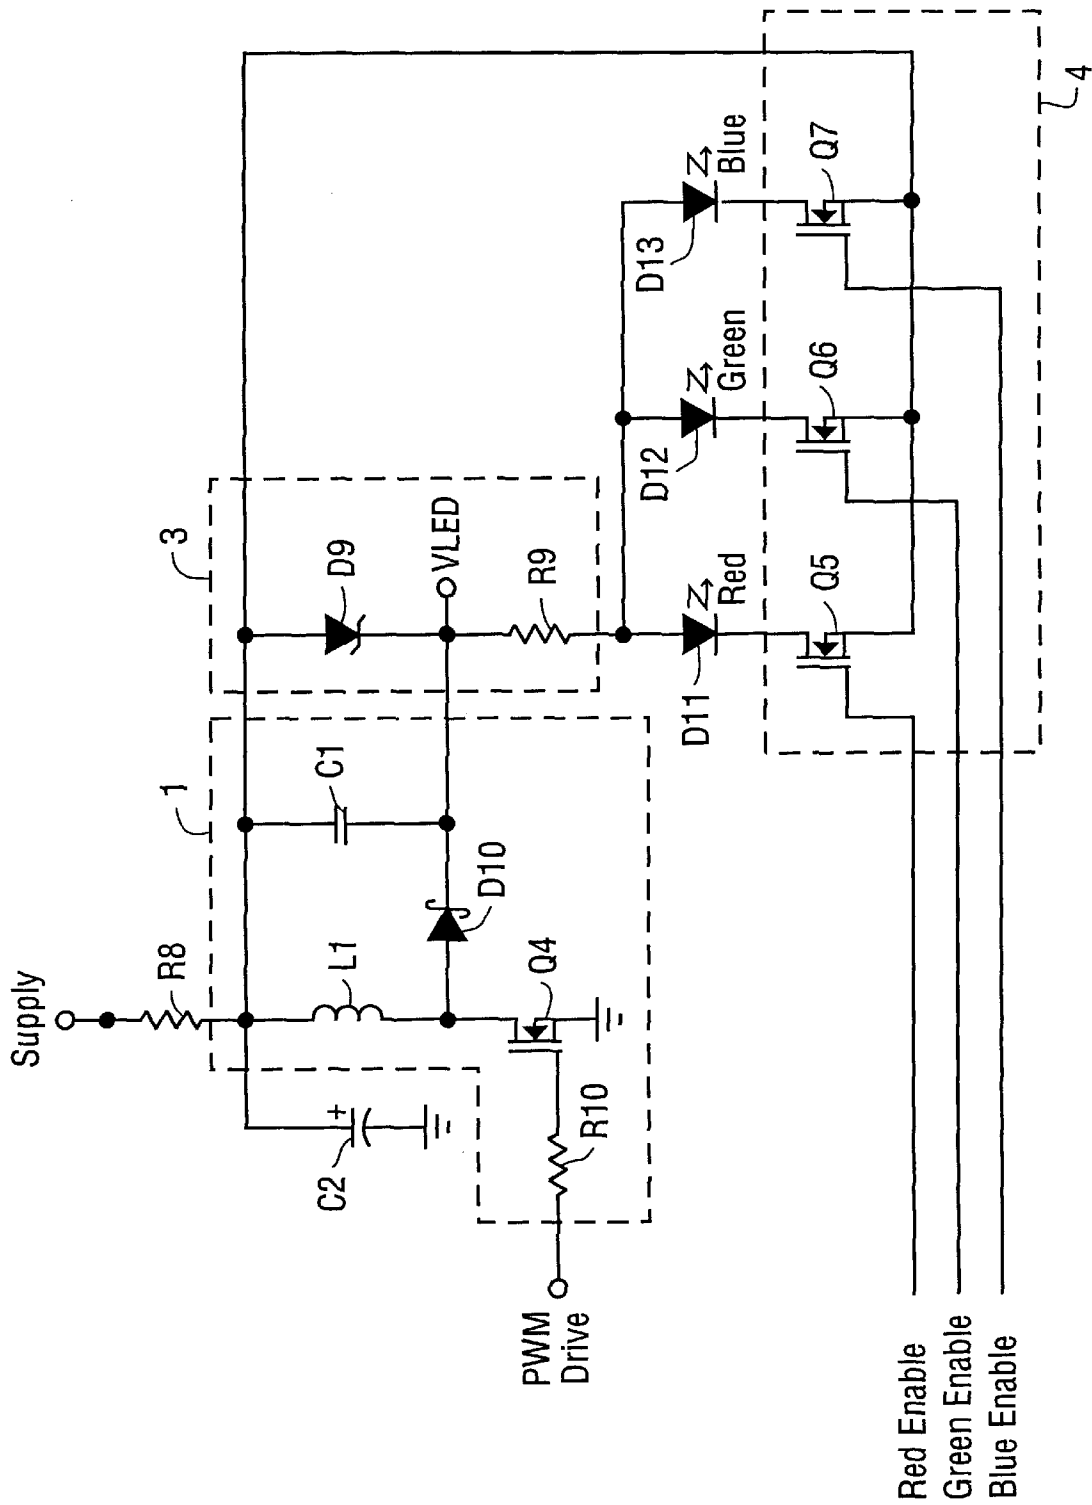 Supply
R8
1
3
C2
+
L1
C1
D9
D10
VLED
Q4
R9
R10
PWM
Drive
D11
Red
D12
Green
D13
Blue
Q5
Q6
Q7
4
Red Enable
Green Enable
Blue Enable